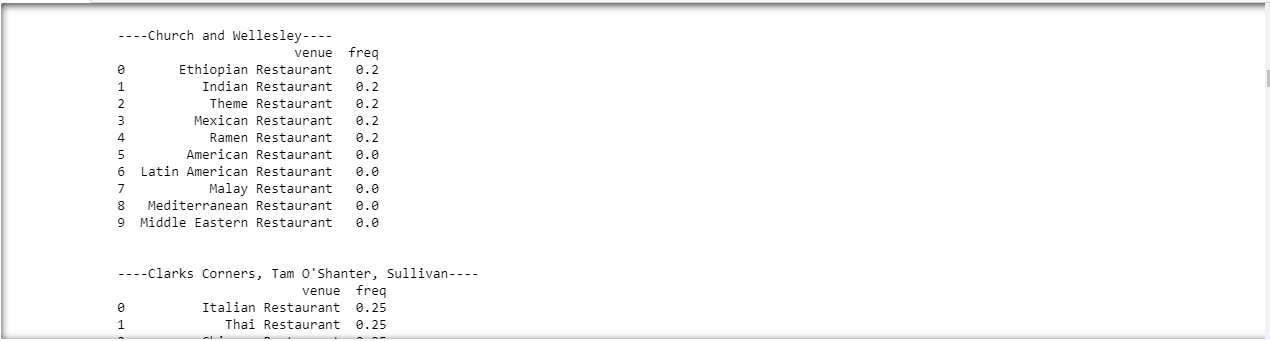 ----Church and Wellesley----
venue freq
0 Ethiopian Restaurant 0.2
1 Indian Restaurant 0.2
2 Theme Restaurant 0.2
3 Mexican Restaurant 0.2
4 Ramen Restaurant 0.2
5 American Restaurant 0.0
6 Latin American Restaurant 0.0
7 Malay Restaurant 0.0
8 Mediterranean Restaurant 0.0
9 Middle Eastern Restaurant 0.0
----Clarks Corners, Tam O'Shanter, Sullivan----
venue freq
0 Italian Restaurant 0.25
1 Thai Restaurant 0.25